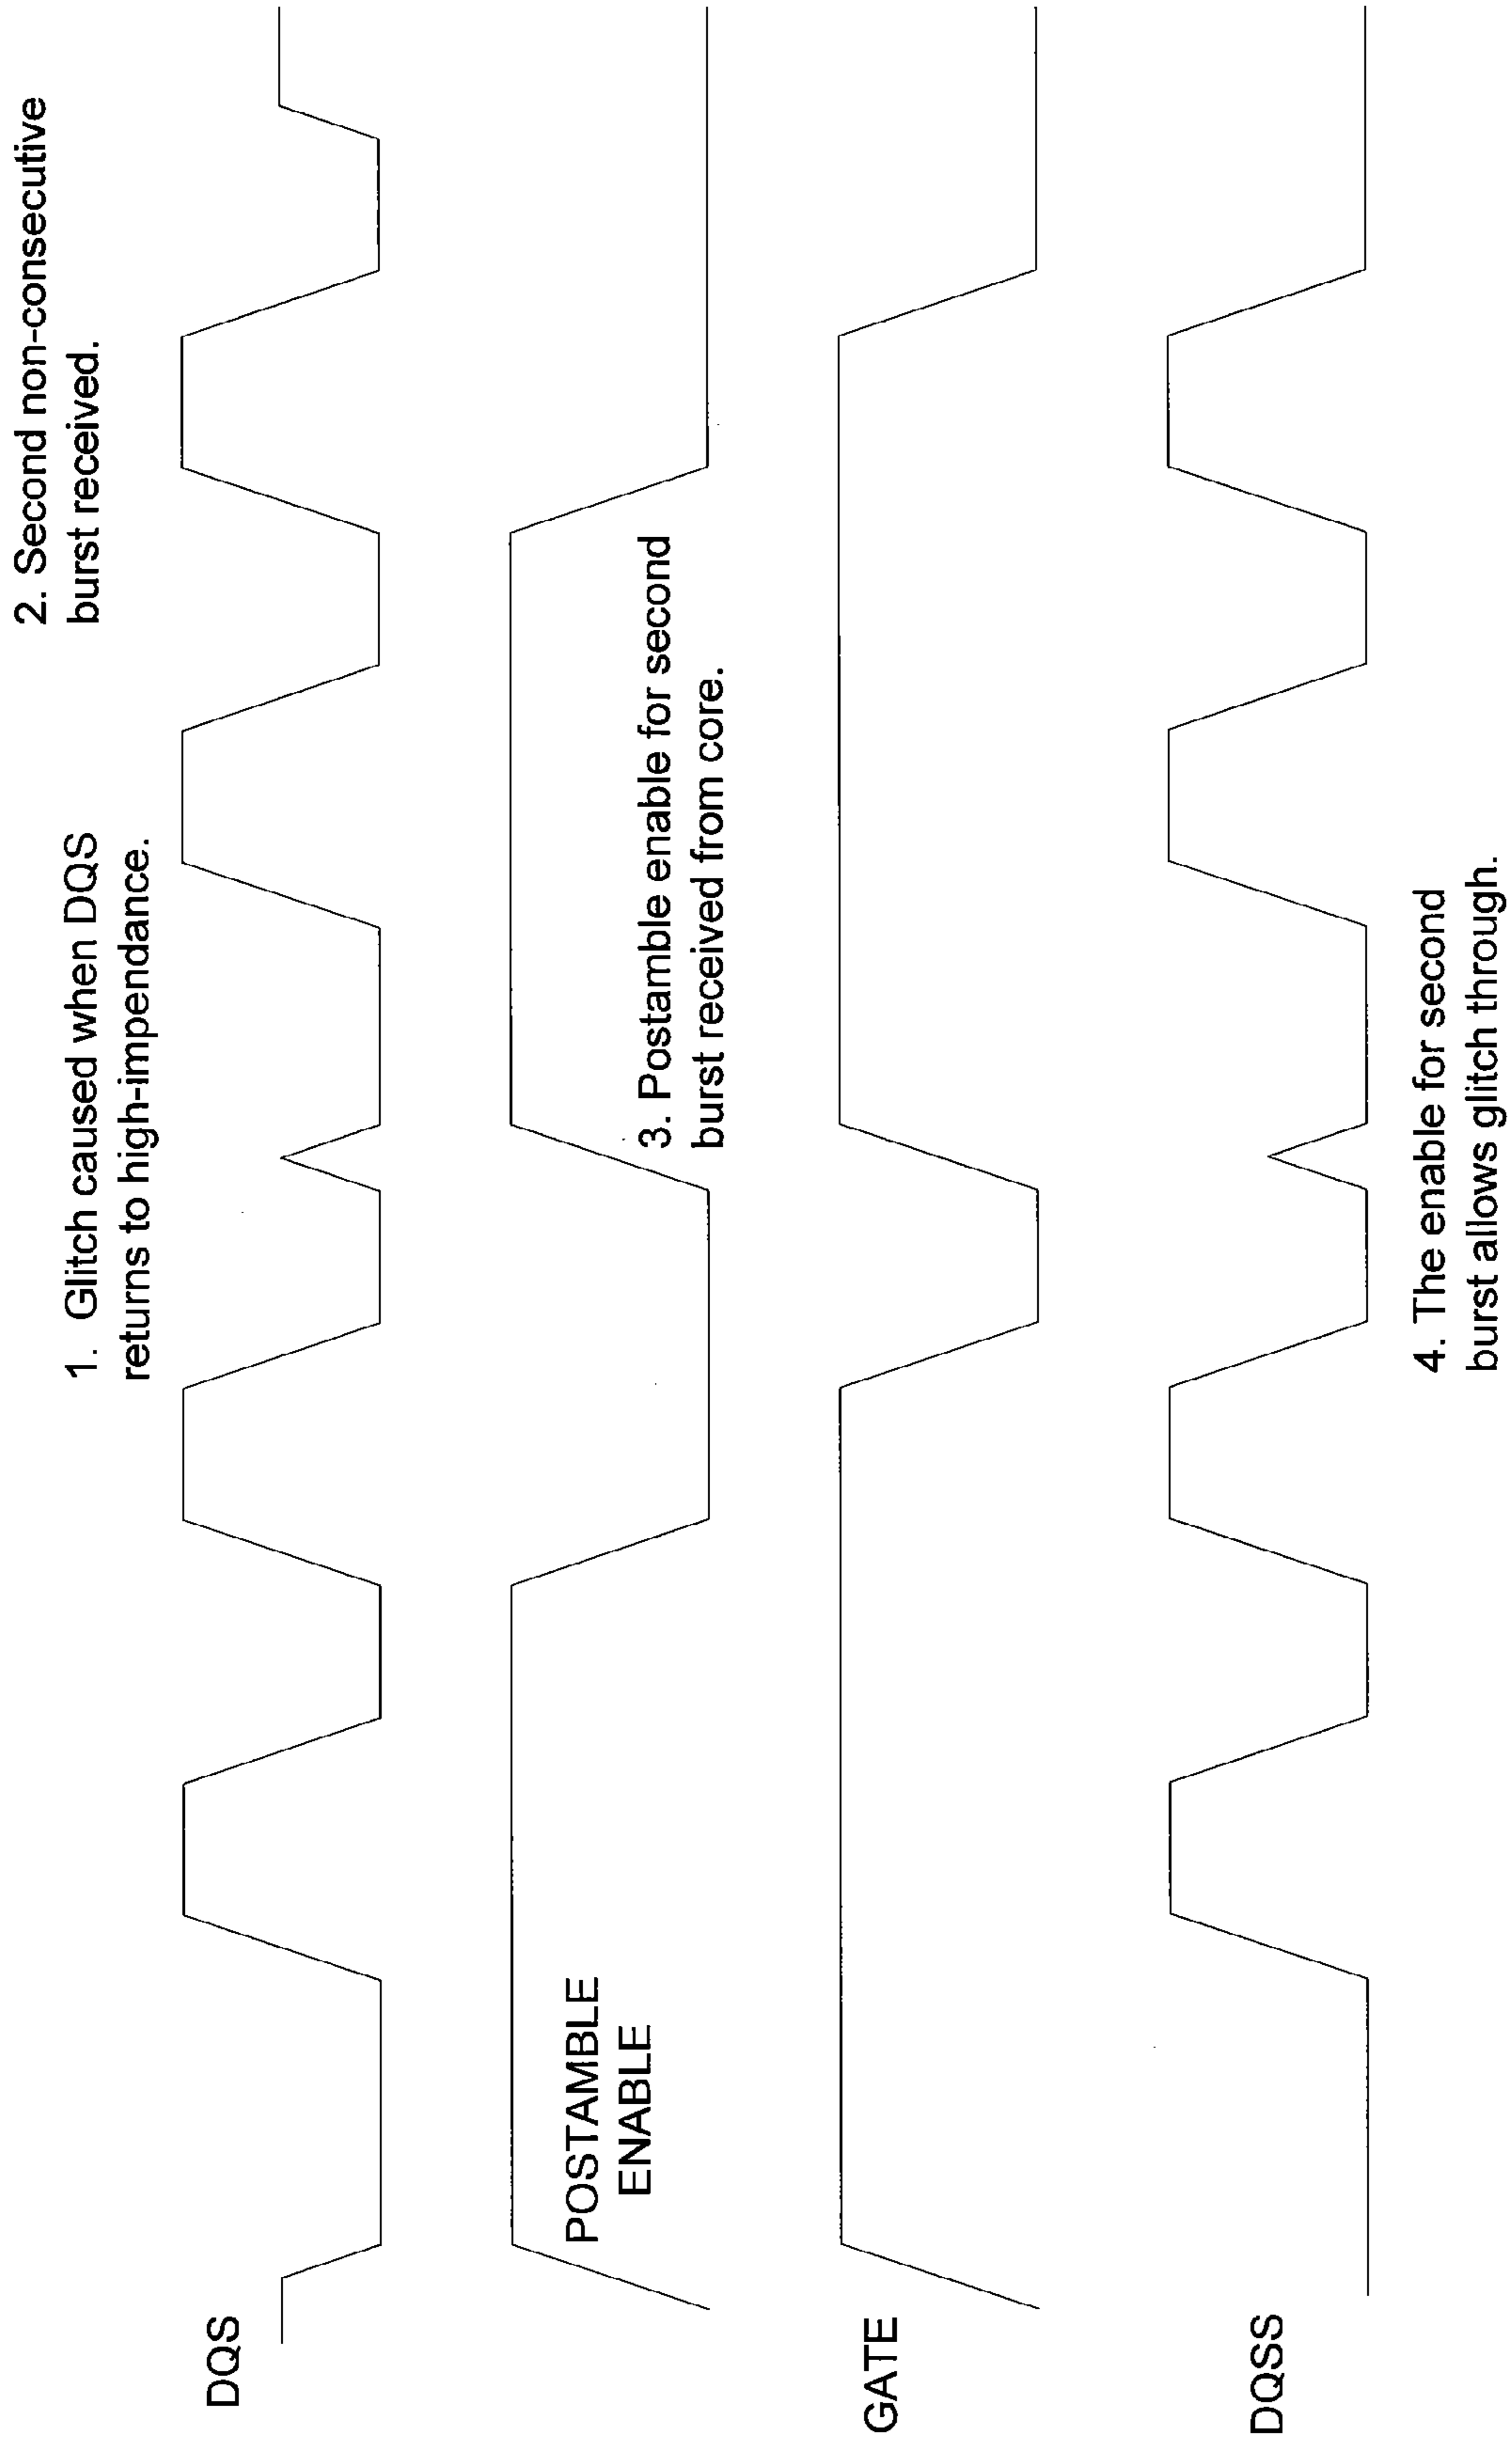 2. Second non-consecutive
burst received.
1. Glitch caused when DQS
returns to high-impendance.
DQS
POSTAMBLE
ENABLE
3. Postamble enable for second
burst received from core.
GATE
DQSS
4. The enable for second
burst allows glitch through.